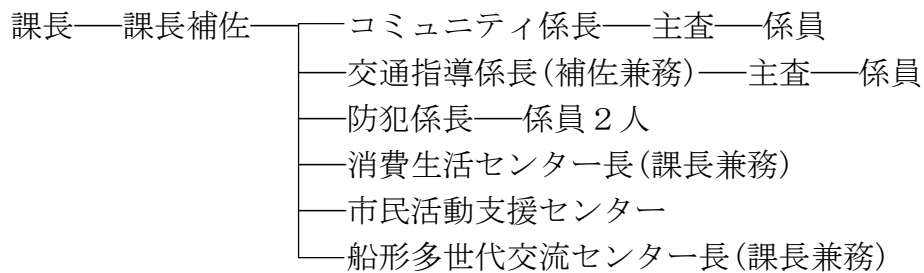 課長──課長補佐──コミュニティ係長──主査──係員
交通指導係長(補佐兼務)──主査──係員
防犯係長──係員２人
消費生活センター長(課長兼務)
市民活動支援センター
船形多世代交流センター長(課長兼務)